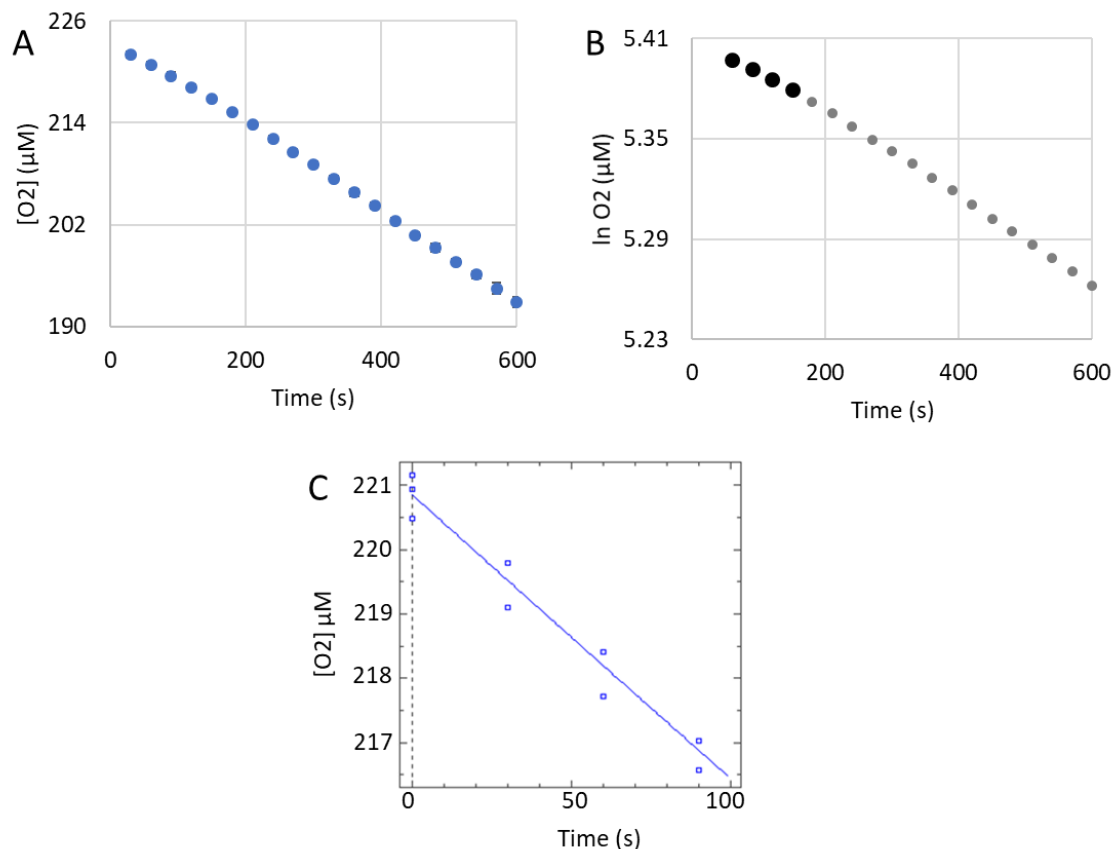 A
226
214
202
190
[O2] (µM)
0 200 400 600
Time (s)
B
5.41
5.35
5.29
5.23
ln O2 (µM)
0 200 400 600
Time (s)
C
221
220
219
218
217
[O2] µM
0 50 100
Time (s)